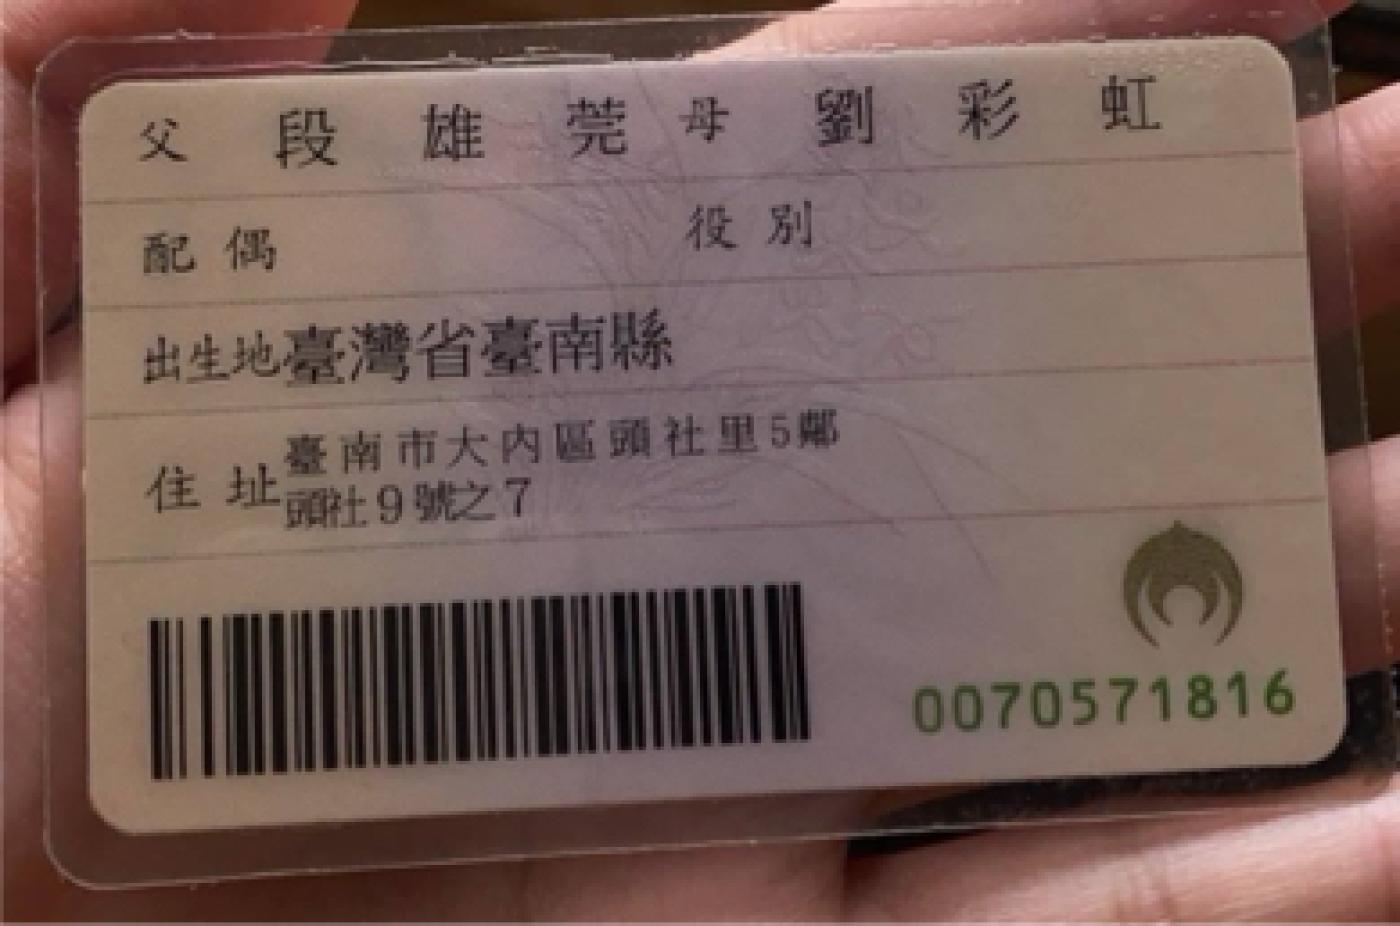 父 段雄莞 母 劉彩虹
配偶 役別
出生地臺灣省臺南縣
住址臺南市大內區頭社里5鄰
頭社9號之7
0070571816